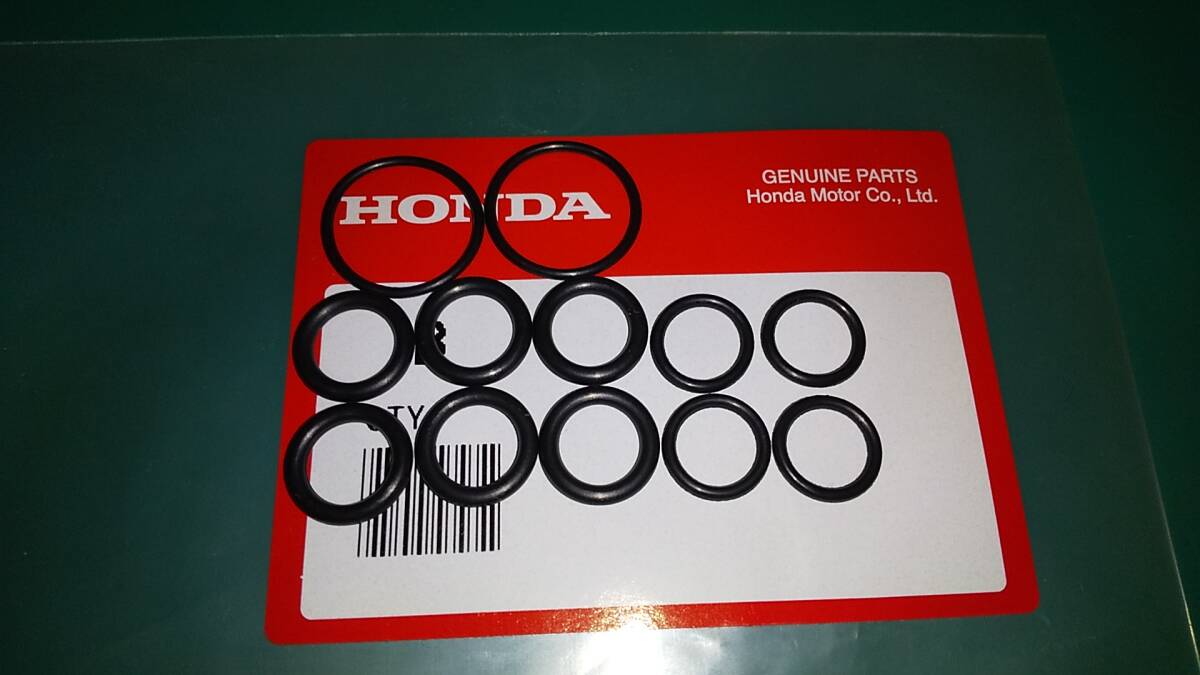 HONDA
GENUINE PARTS
Honda Motor Co., Ltd.